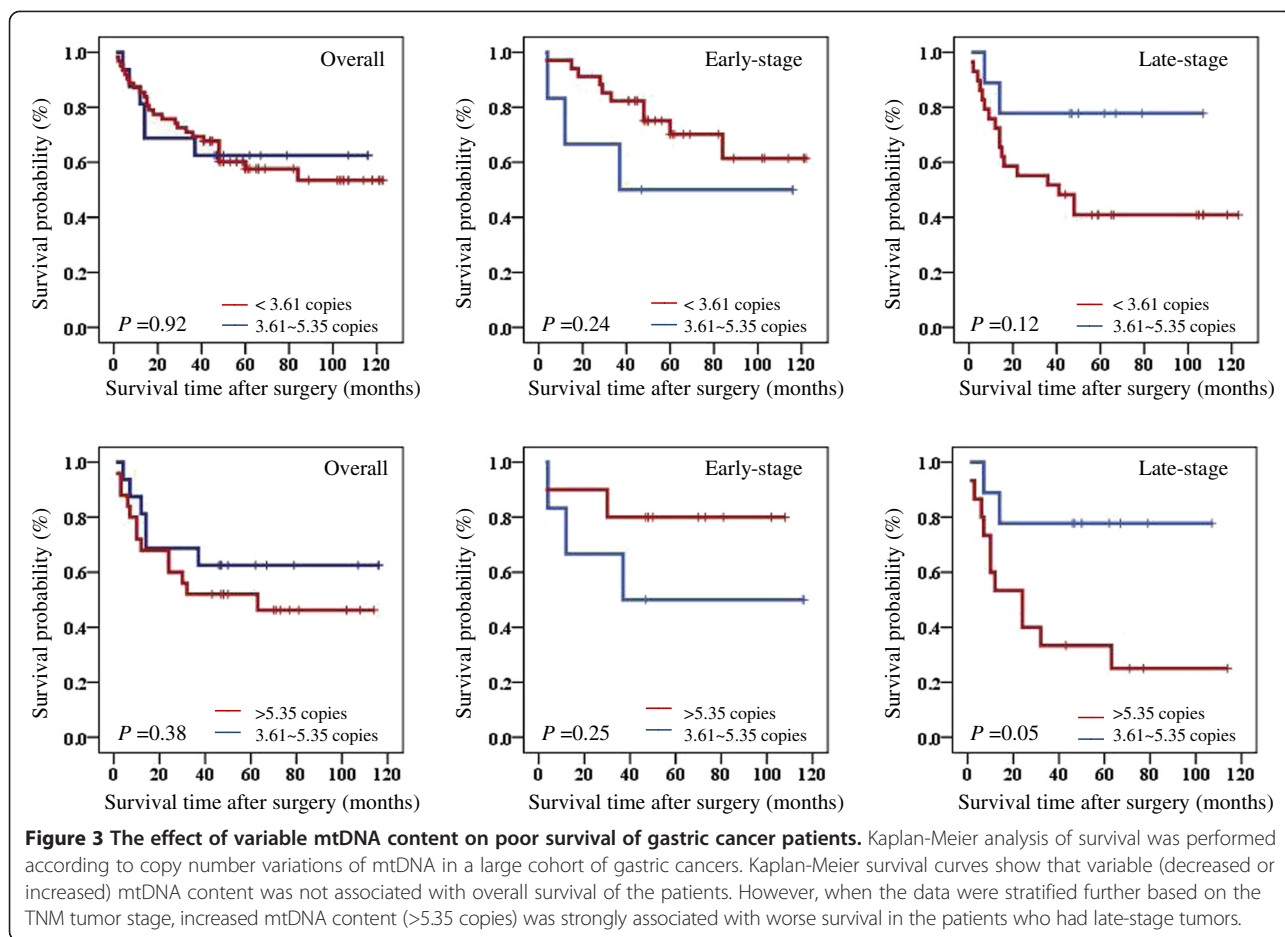 Overall
Survival probability (%)
1.0
0.8
0.6
0.4
0.2
0.0
P =0.92
< 3.61 copies
3.61~5.35 copies
0 20 40 60 80 100 120
Survival time after surgery (months)
Early-stage
Survival probability (%)
1.0
0.8
0.6
0.4
0.2
0.0
P =0.24
< 3.61 copies
3.61~5.35 copies
0 20 40 60 80 100 120
Survival time after surgery (months)
Late-stage
Survival probability (%)
1.0
0.8
0.6
0.4
0.2
0.0
P =0.12
< 3.61 copies
3.61~5.35 copies
0 20 40 60 80 100 120
Survival time after surgery (months)
Overall
Survival probability (%)
1.0
0.8
0.6
0.4
0.2
0.0
P =0.38
>5.35 copies
3.61~5.35 copies
0 20 40 60 80 100 120
Survival time after surgery (months)
Early-stage
Survival probability (%)
1.0
0.8
0.6
0.4
0.2
0.0
P =0.25
>5.35 copies
3.61~5.35 copies
0 20 40 60 80 100 120
Survival time after surgery (months)
Late-stage
Survival probability (%)
1.0
0.8
0.6
0.4
0.2
0.0
P =0.05
>5.35 copies
3.61~5.35 copies
0 20 40 60 80 100 120
Survival time after surgery (months)
Figure 3 The effect of variable mtDNA content on poor survival of gastric cancer patients. Kaplan-Meier analysis of survival was performed
according to copy number variations of mtDNA in a large cohort of gastric cancers. Kaplan-Meier survival curves show that variable (decreased or
increased) mtDNA content was not associated with overall survival of the patients. However, when the data were stratified further based on the
TNM tumor stage, increased mtDNA content (>5.35 copies) was strongly associated with worse survival in the patients who had late-stage tumors.